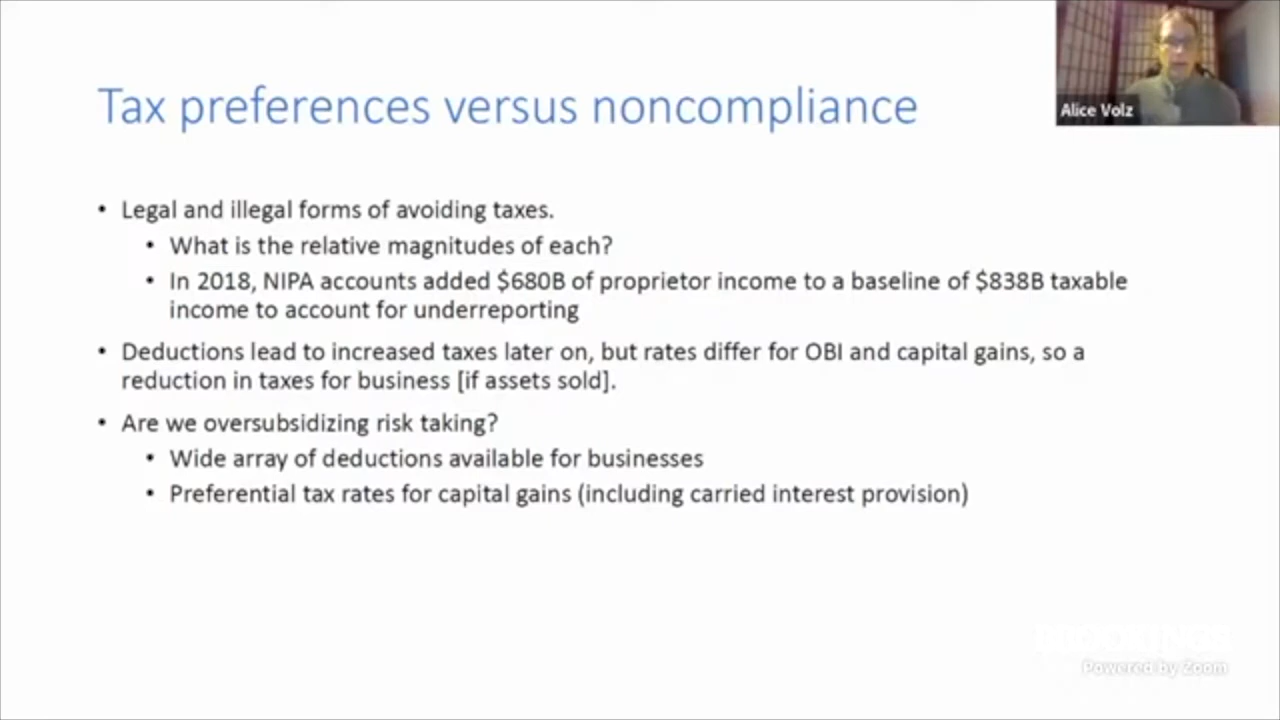 Alice Volz
Tax preferences versus noncompliance
• Legal and illegal forms of avoiding taxes.
• What is the relative magnitudes of each?
• In 2018, NIPA accounts added $680B of proprietor income to a baseline of $838B taxable
income to account for underreporting
• Deductions lead to increased taxes later on, but rates differ for OBI and capital gains, so a
reduction in taxes for business [if assets sold].
• Are we oversubsidizing risk taking?
• Wide array of deductions available for businesses
• Preferential tax rates for capital gains (including carried interest provision)
BROOKINGS
Powered by Zoom